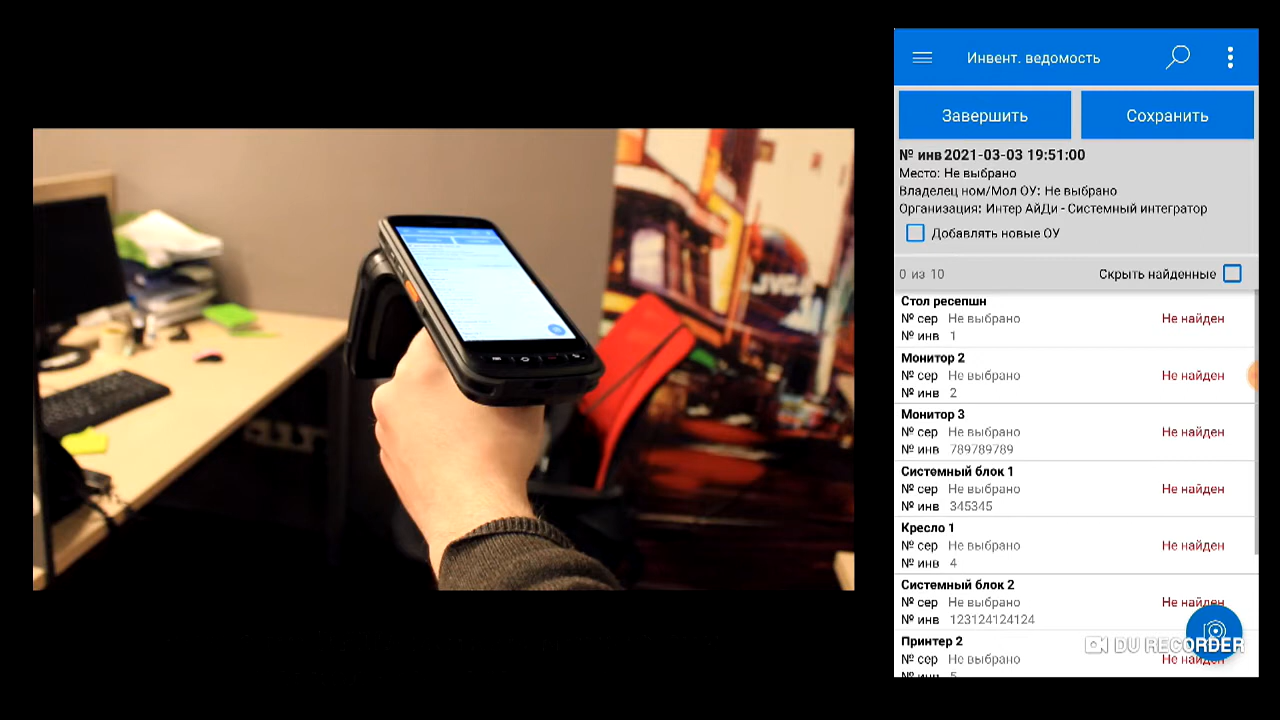 Инвент. ведомость
Завершить
Сохранить
№ инв 2021-03-03 19:51:00
Место: Не выбрано
Владелец ном/Мол ОУ: Не выбрано
Организация: Интер АйДи - Системный интегратор
Добавлять новые ОУ
0 из 10
Скрыть найденные
Стол ресепшн
№ сер Не выбрано Не найден
№ инв 1
Монитор 2
№ сер Не выбрано Не найден
№ инв 2
Монитор 3
№ сер Не выбрано Не найден
№ инв 789789789
Системный блок 1
№ сер Не выбрано Не найден
№ инв 345345
Кресло 1
№ сер Не выбрано Не найден
№ инв 4
Системный блок 2
№ сер Не выбрано Не найден
№ инв 123124124124
Принтер 2
DU RECORDER
№ сер Не выбрано Не найден
№ инв 5